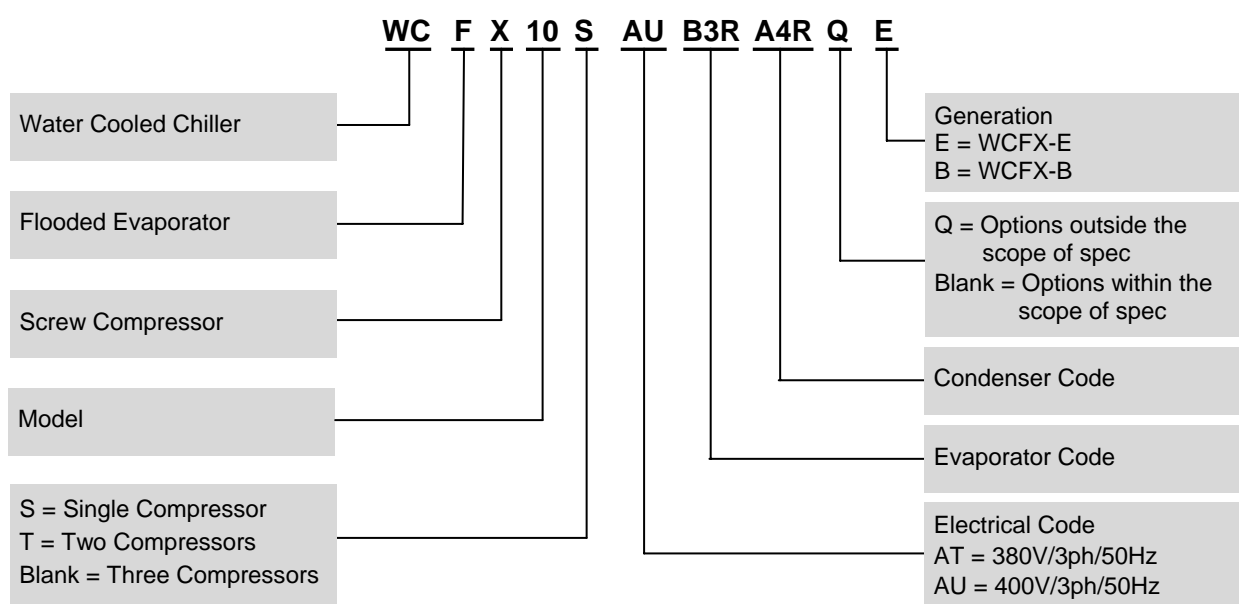 WC F X 10 S AU B3R A4R Q E
Water Cooled Chiller
Flooded Evaporator
Screw Compressor
Model
S = Single Compressor
T = Two Compressors
Blank = Three Compressors
Generation
E = WCFX-E
B = WCFX-B
Q = Options outside the
scope of spec
Blank = Options within the
scope of spec
Condenser Code
Evaporator Code
Electrical Code
AT = 380V/3ph/50Hz
AU = 400V/3ph/50Hz